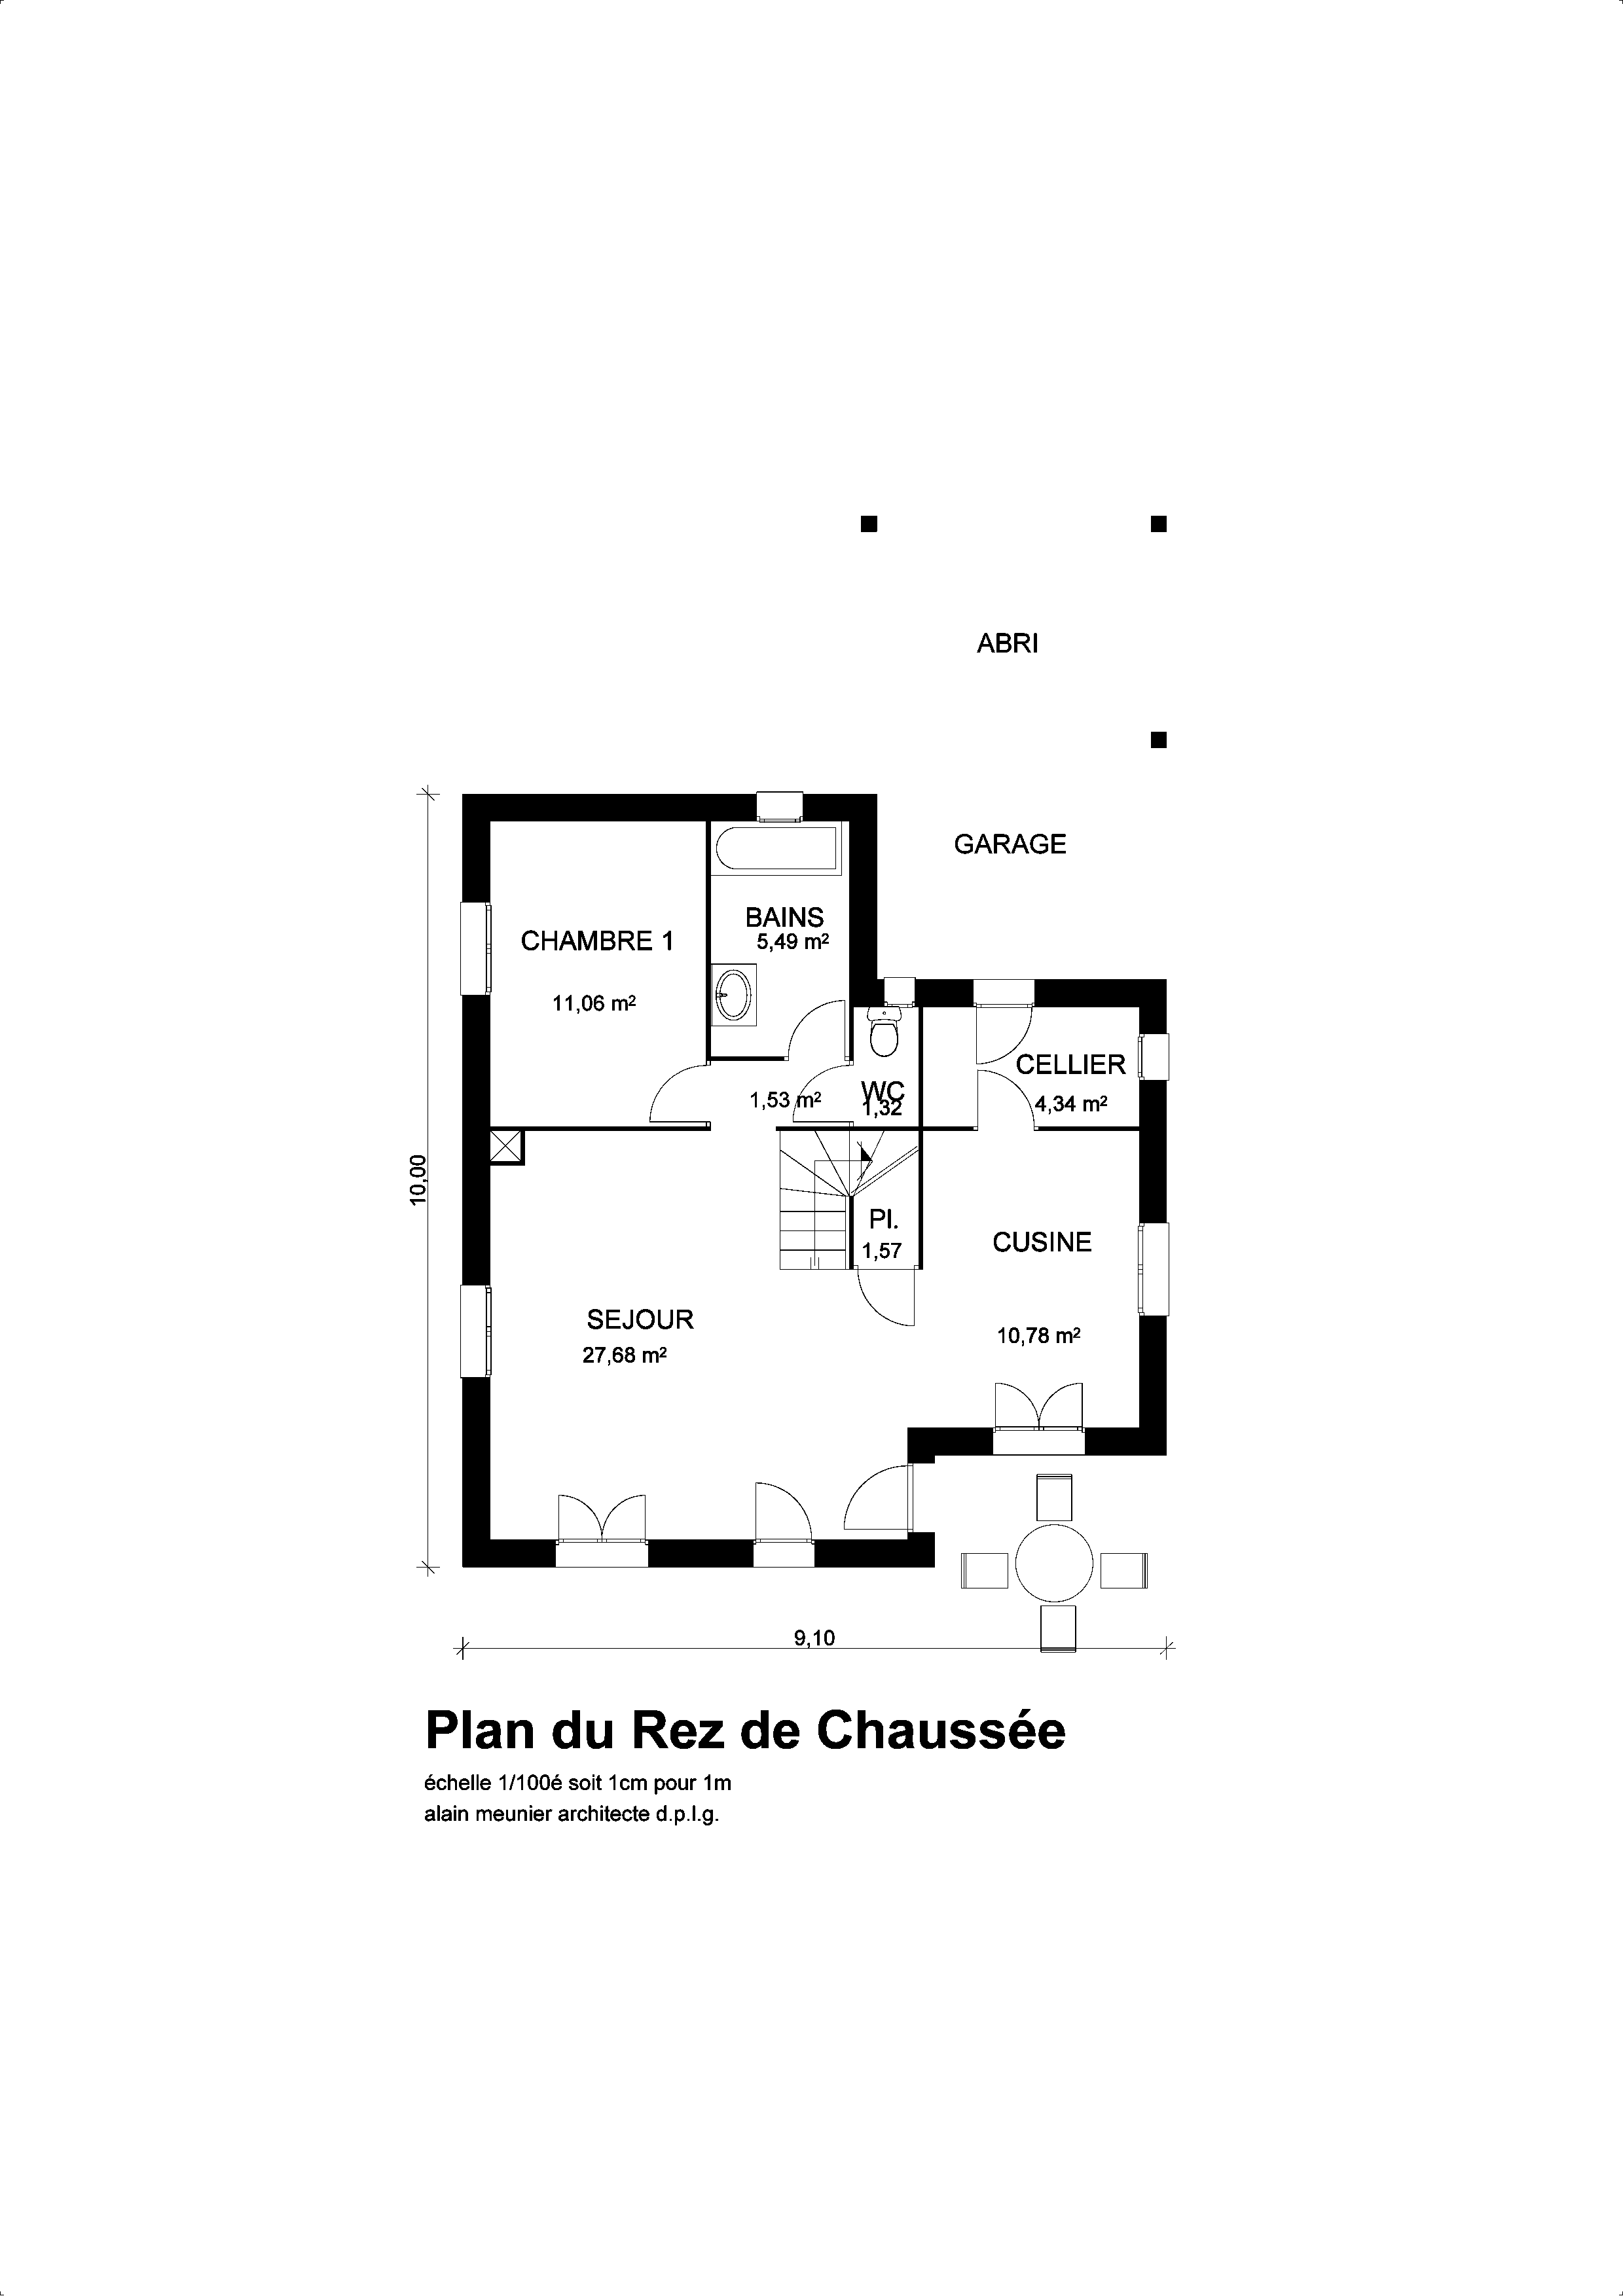 ABRI
GARAGE
BAINS
5,49 m²
CHAMBRE 1
11,06 m²
CELLIER
4,34 m²
WC
1,32
1,53 m²
10,00
Pl.
1,57
CUSINE
10,78 m²
SEJOUR
27,68 m²
9,10
Plan du Rez de Chaussée
échelle 1/100é soit 1cm pour 1m
alain meunier architecte d.p.l.g.